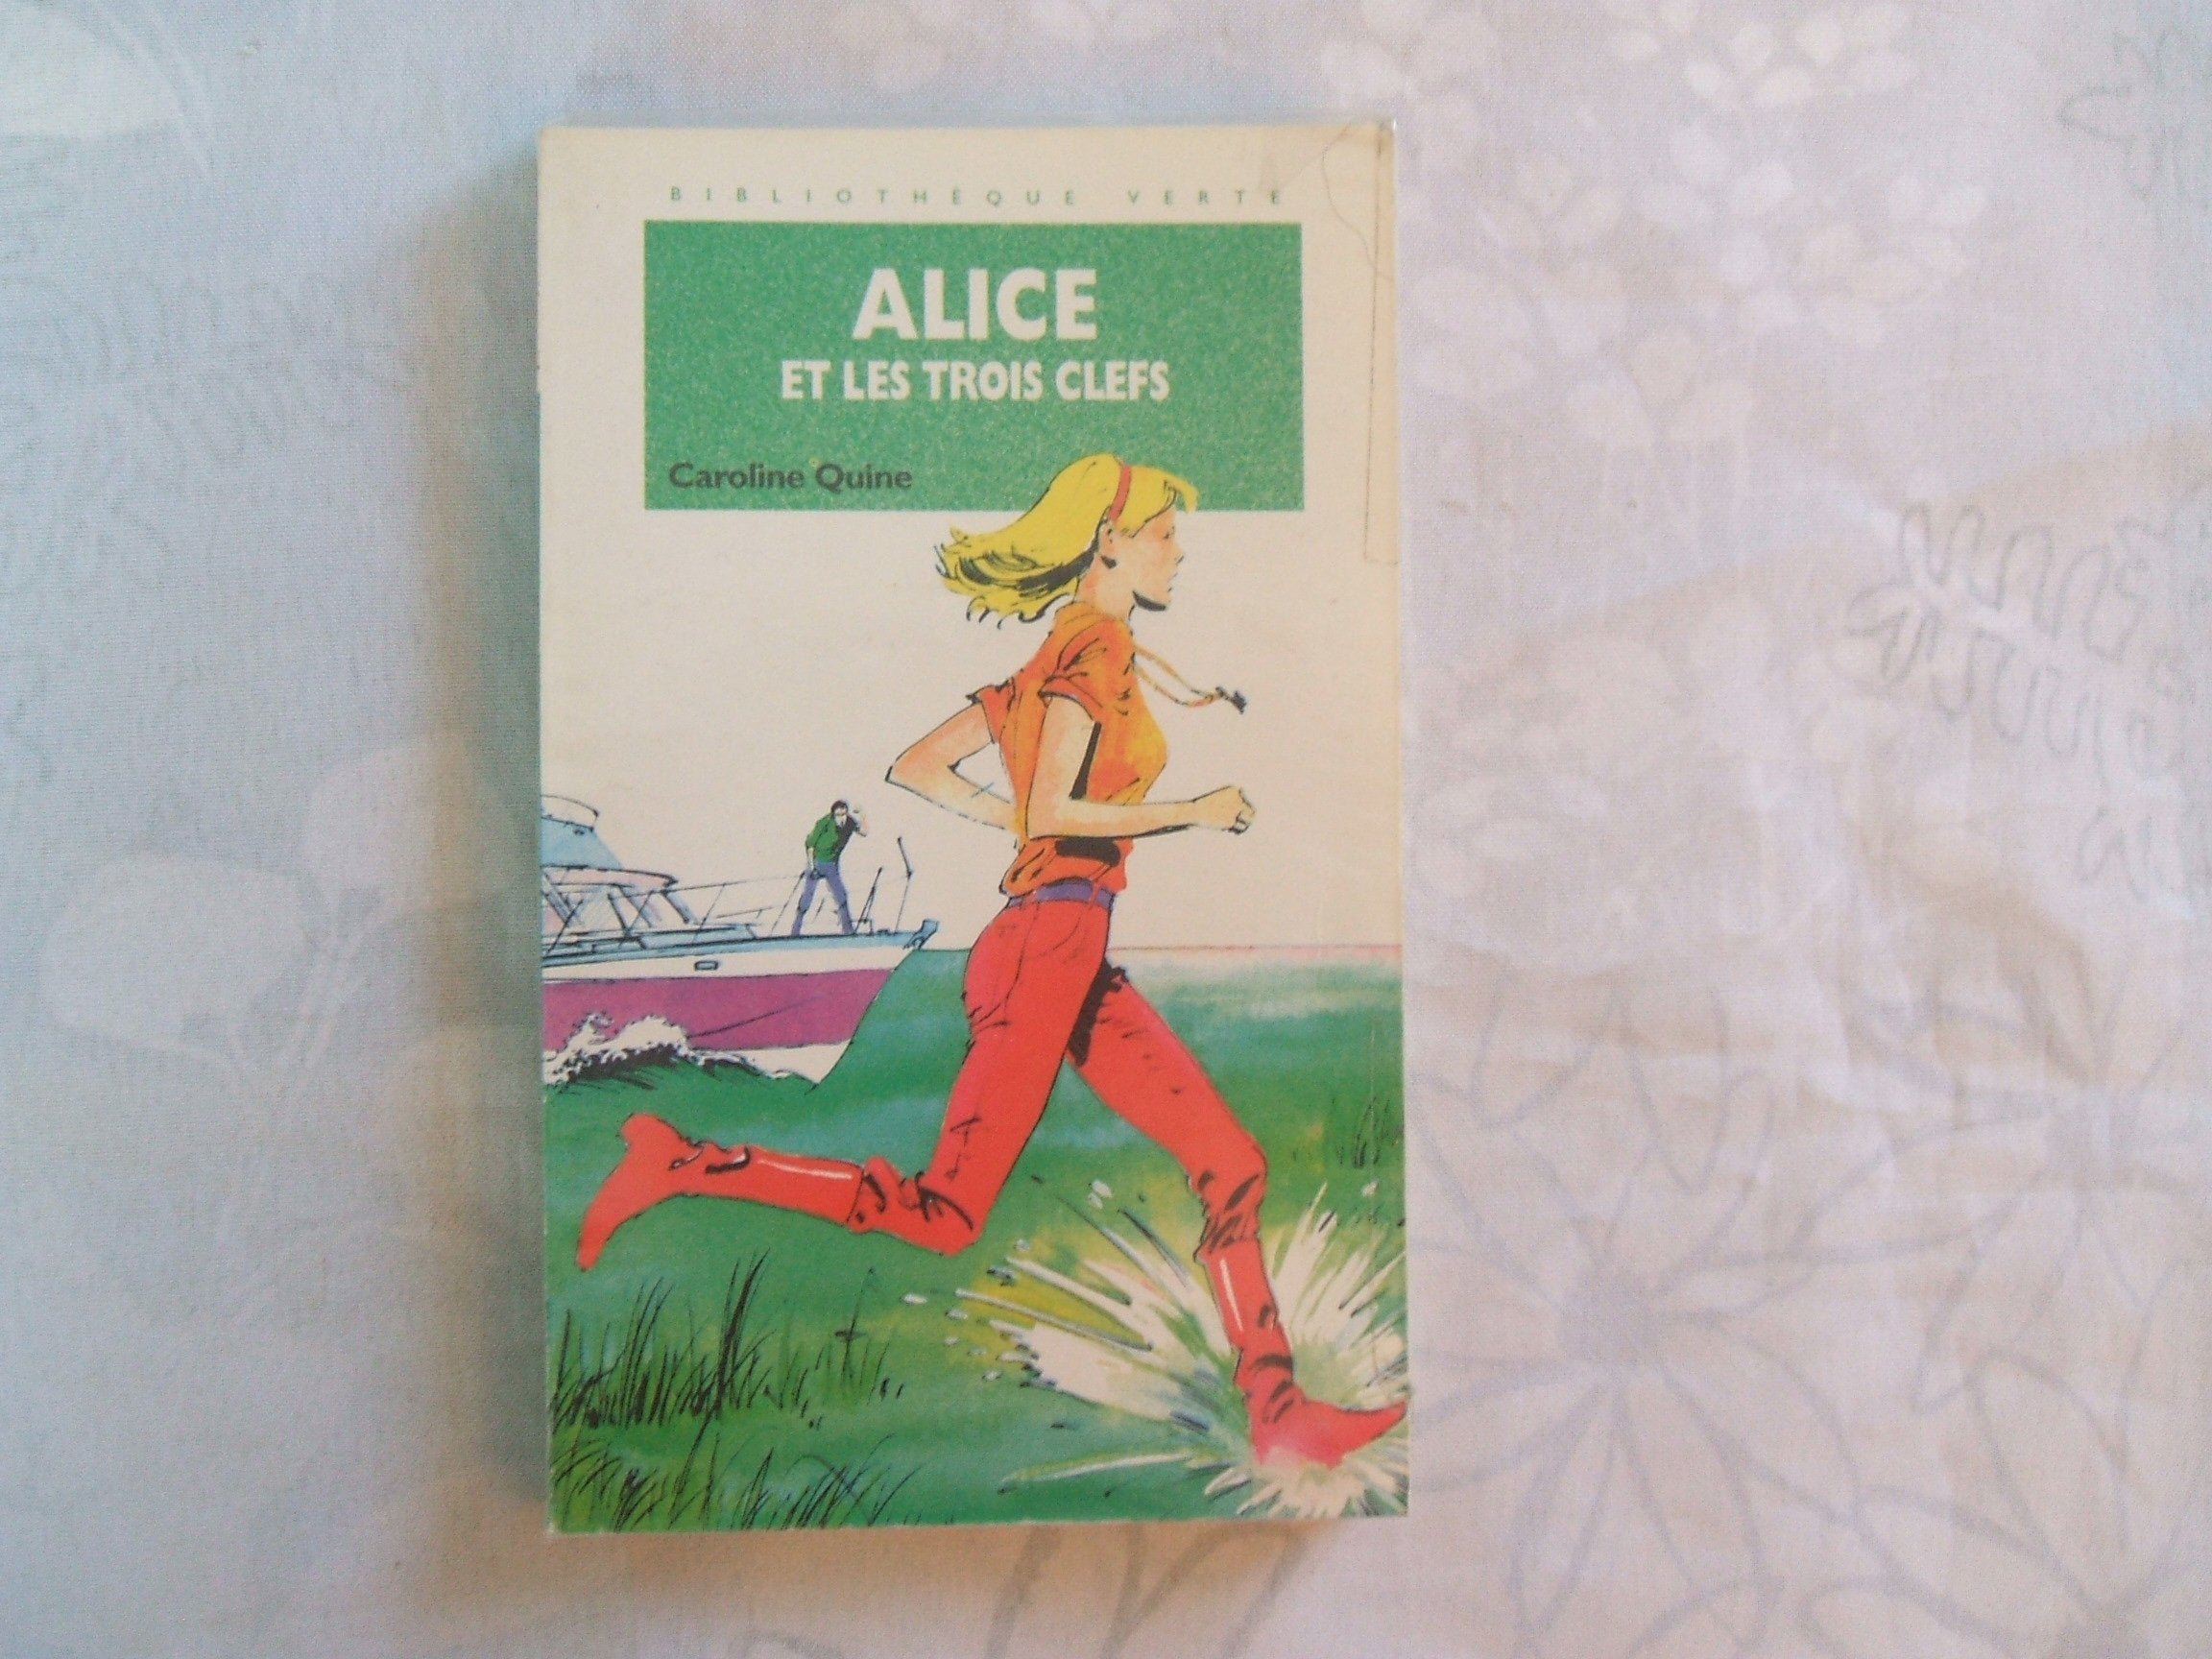 BIBLIOTHÈQUE VERTE
ALICE
ET LES TROIS CLEFS
Caroline Quine